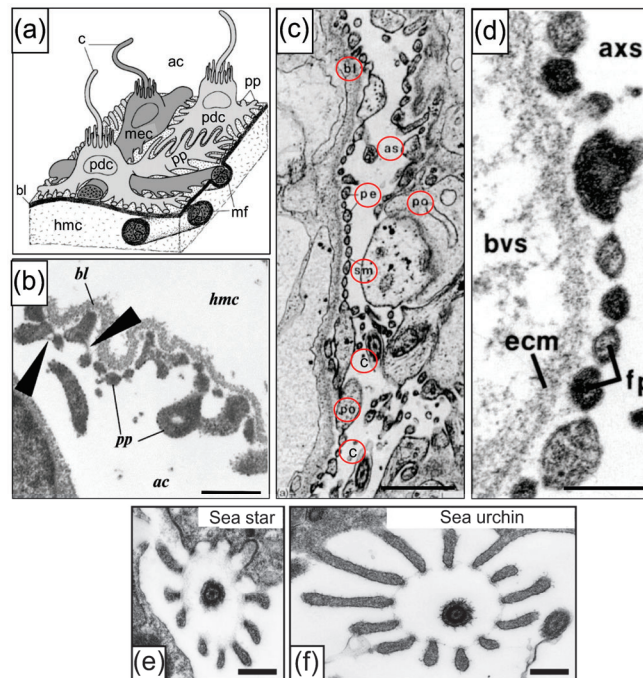 (a)
c
ac
pp
pdc
mec
pdc
pp
bl
hmc
mf
(b)
bl
hmc
pp
ac
(c)
bl
as
pe
po
sm
c
po
c
(a)
(d)
axs
bvs
ecm
fp
Sea star
(e)
Sea urchin
(f)